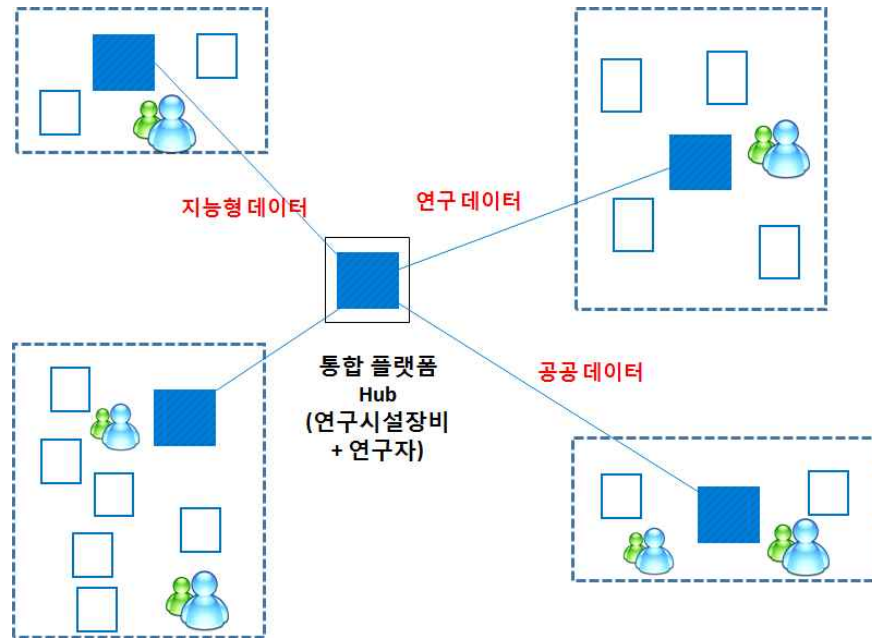 지능형 데이터
연구 데이터
통합 플랫폼
Hub
(연구시설장비
+ 연구자)
공공 데이터